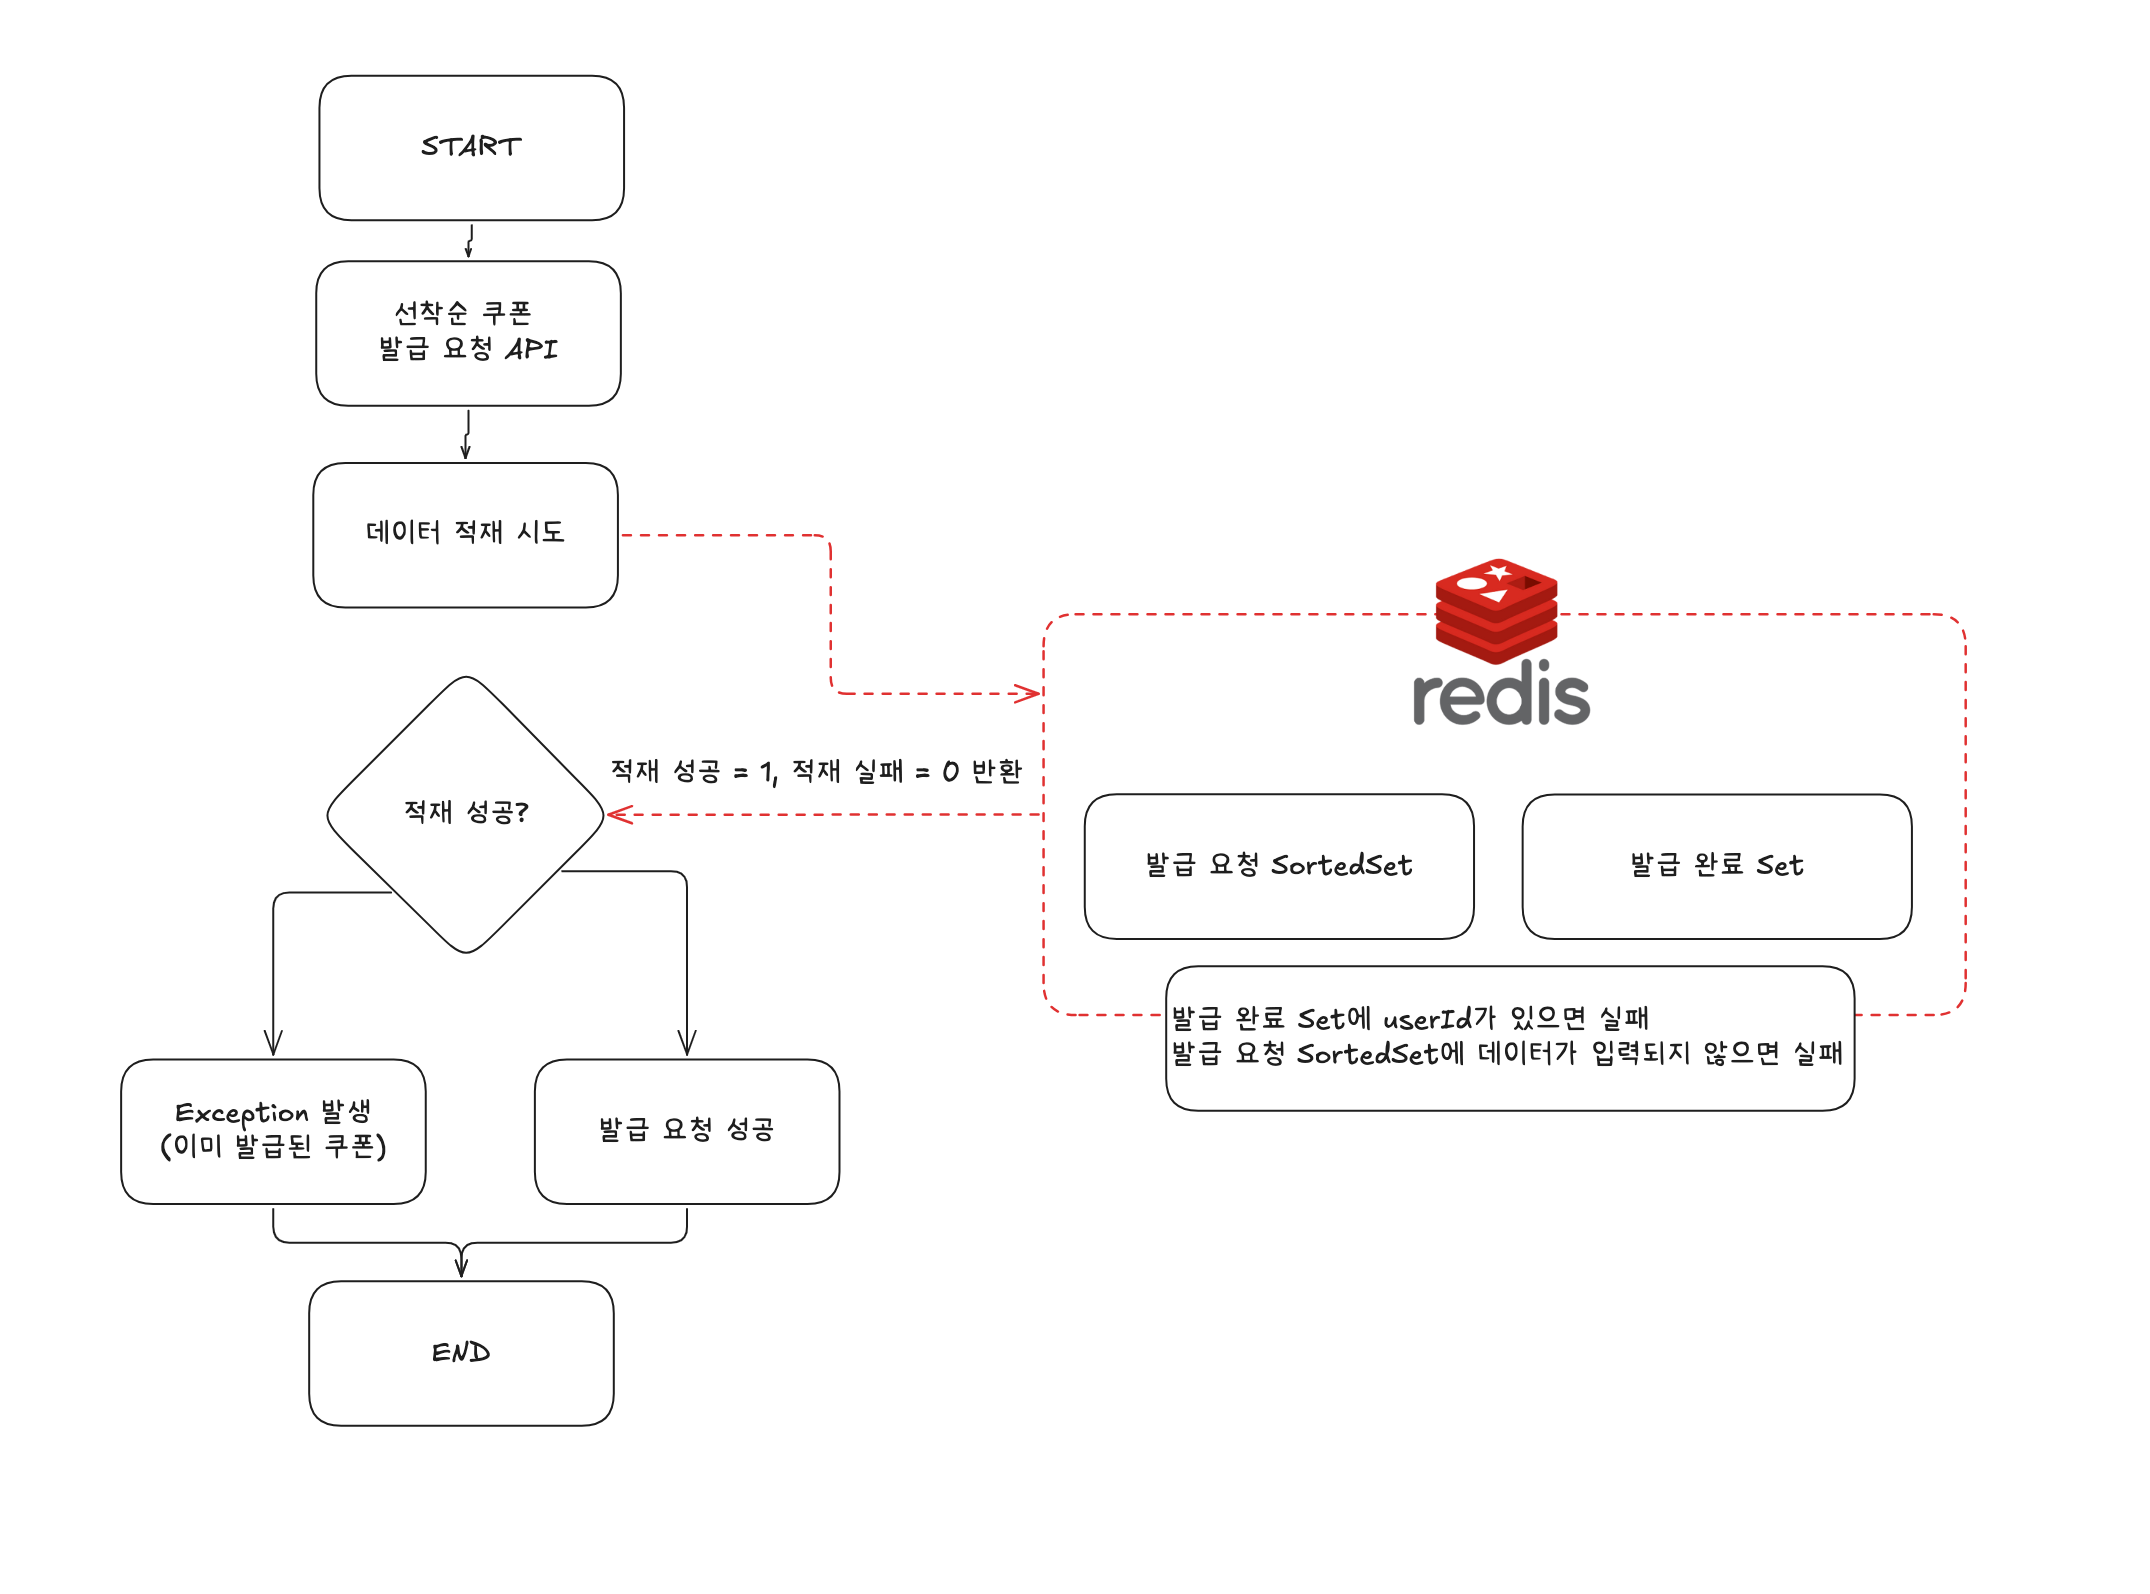 START
선착순 쿠폰
발급 요청 API
데이터 적재 시도
redis
적재 성공 = 1, 적재 실패 = 0 반환
적재 성공?
발급 요청 SortedSet
발급 완료 Set
발급 완료 Set에 userId가 있으면 실패
발급 요청 SortedSet에 데이터가 입력되지 않으면 실패
Exception 발생
(이미 발급된 쿠폰)
발급 요청 성공
END